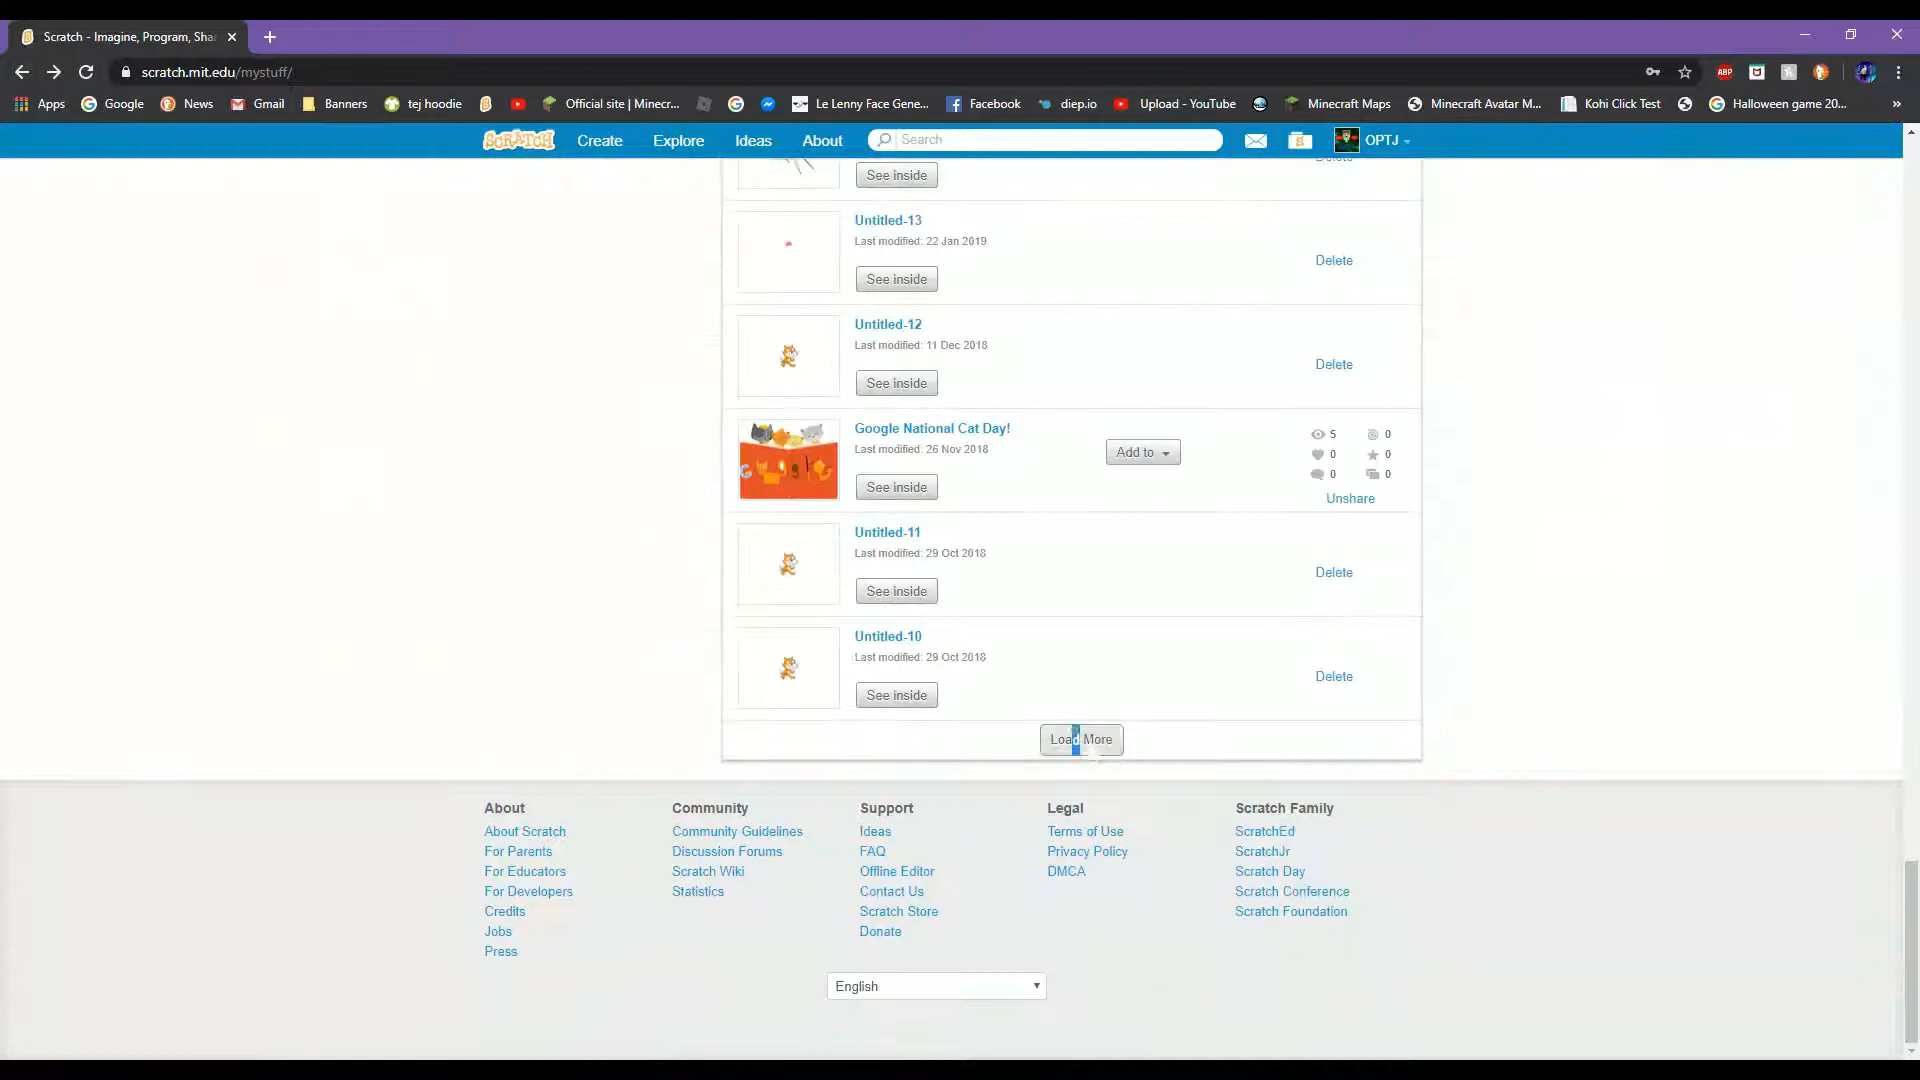 Scratch - Imagine, Program, Shar
scratch.mit.edu/mystuff/
Apps Google News Gmail Banners tej hoodie Official site | Minecr... Le Lenny Face Gene... Facebook diep.io Upload - YouTube Minecraft Maps Minecraft Avatar M... Kohi Click Test Halloween game 20... »
SCRATCH Create Explore Ideas About Search OPTJ
Delete
See inside
Untitled-13
Last modified: 22 Jan 2019
Delete
See inside
Untitled-12
Last modified: 11 Dec 2018
Delete
See inside
Google National Cat Day!
Last modified: 26 Nov 2018
Add to
5 0
0 0
0 0
See inside
Unshare
Untitled-11
Last modified: 29 Oct 2018
Delete
See inside
Untitled-10
Last modified: 29 Oct 2018
Delete
See inside
Load More
About
About Scratch
For Parents
For Educators
For Developers
Credits
Jobs
Press
Community
Community Guidelines
Discussion Forums
Scratch Wiki
Statistics
Support
Ideas
FAQ
Offline Editor
Contact Us
Scratch Store
Donate
Legal
Terms of Use
Privacy Policy
DMCA
Scratch Family
ScratchEd
ScratchJr
Scratch Day
Scratch Conference
Scratch Foundation
English